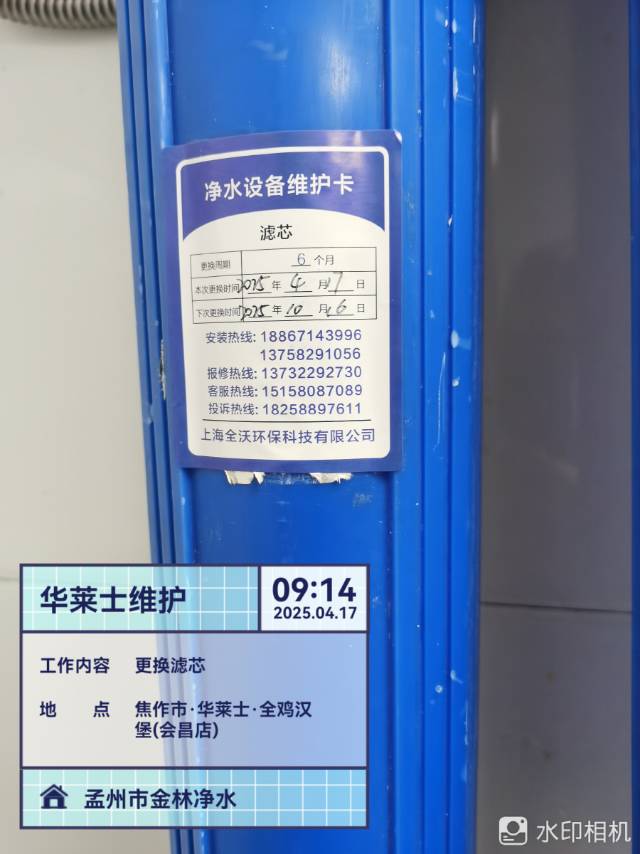 净水设备维护卡
滤芯
更换周期 6 个月
本次更换时间 2025 年 4 月 17 日
下次更换时间 2025 年 10 月 16 日
安装热线: 18867143996
13758291056
报修热线: 13732292730
客服热线: 15158087089
投诉热线: 18258897611
上海全沃环保科技有限公司
华莱士维护
09:14
2025.04.17
工作内容 更换滤芯
地 点 焦作市·华莱士·全鸡汉
堡(会昌店)
孟州市金林净水
水印相机